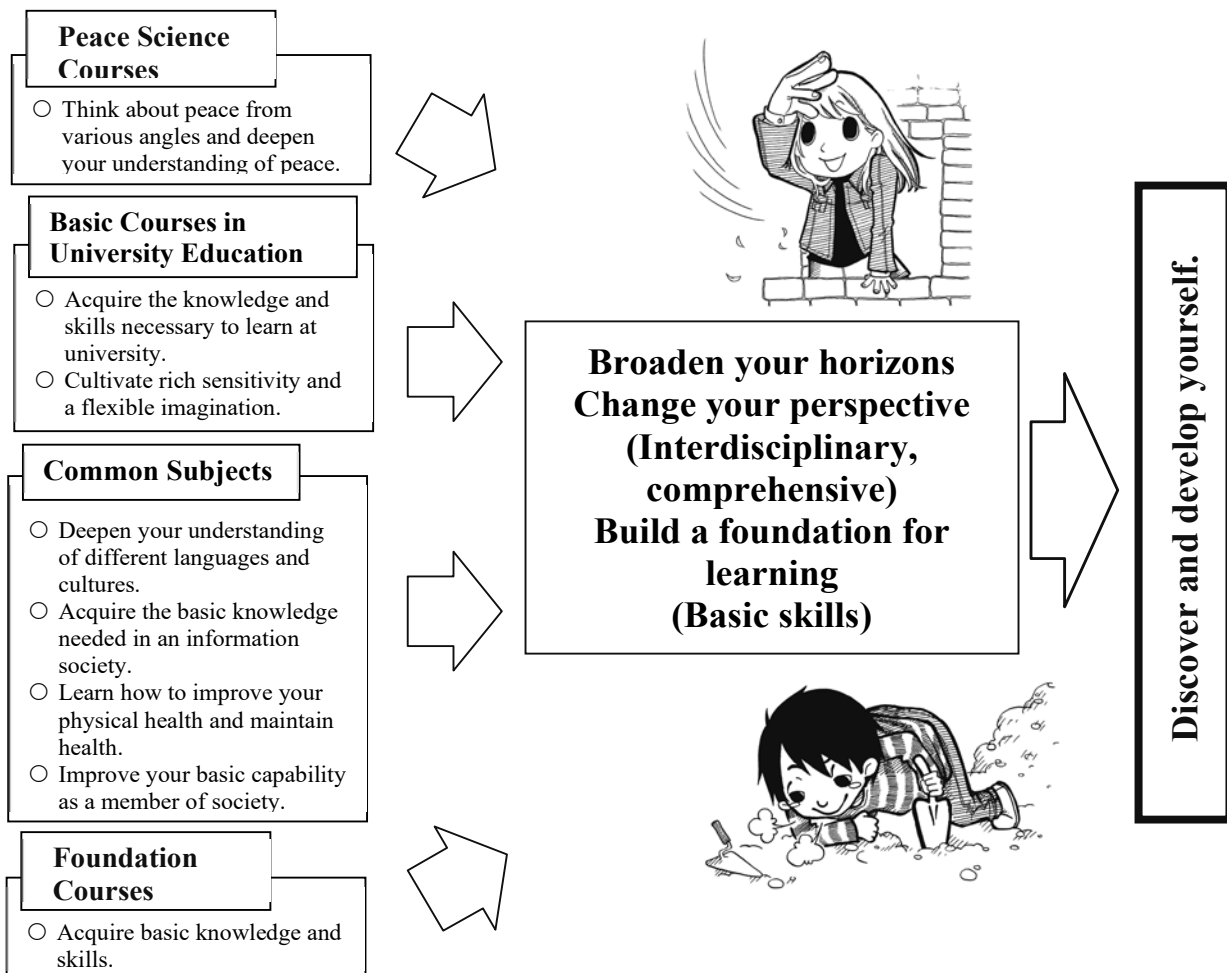 Peace Science
Courses
○ Think about peace from
various angles and deepen
your understanding of peace.
Basic Courses in
University Education
○ Acquire the knowledge and
skills necessary to learn at
university.
○ Cultivate rich sensitivity and
a flexible imagination.
Common Subjects
○ Deepen your understanding
of different languages and
cultures.
○ Acquire the basic knowledge
needed in an information
society.
○ Learn how to improve your
physical health and maintain
health.
○ Improve your basic capability
as a member of society.
Foundation
Courses
○ Acquire basic knowledge and
skills.
Broaden your horizons
Change your perspective
(Interdisciplinary,
comprehensive)
Build a foundation for
learning
(Basic skills)
Discover and develop yourself.